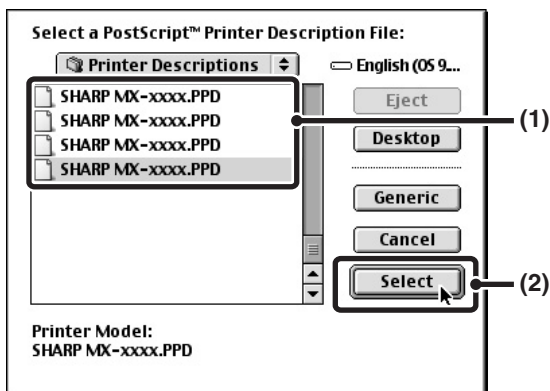 Select a PostScript™ Printer Description File:
Printer Descriptions
English (OS 9....
SHARP MX-xxxx.PPD
SHARP MX-xxxx.PPD
SHARP MX-xxxx.PPD
SHARP MX-xxxx.PPD
Eject
(1)
Desktop
Generic
Cancel
Select
(2)
Printer Model:
SHARP MX-xxxx.PPD